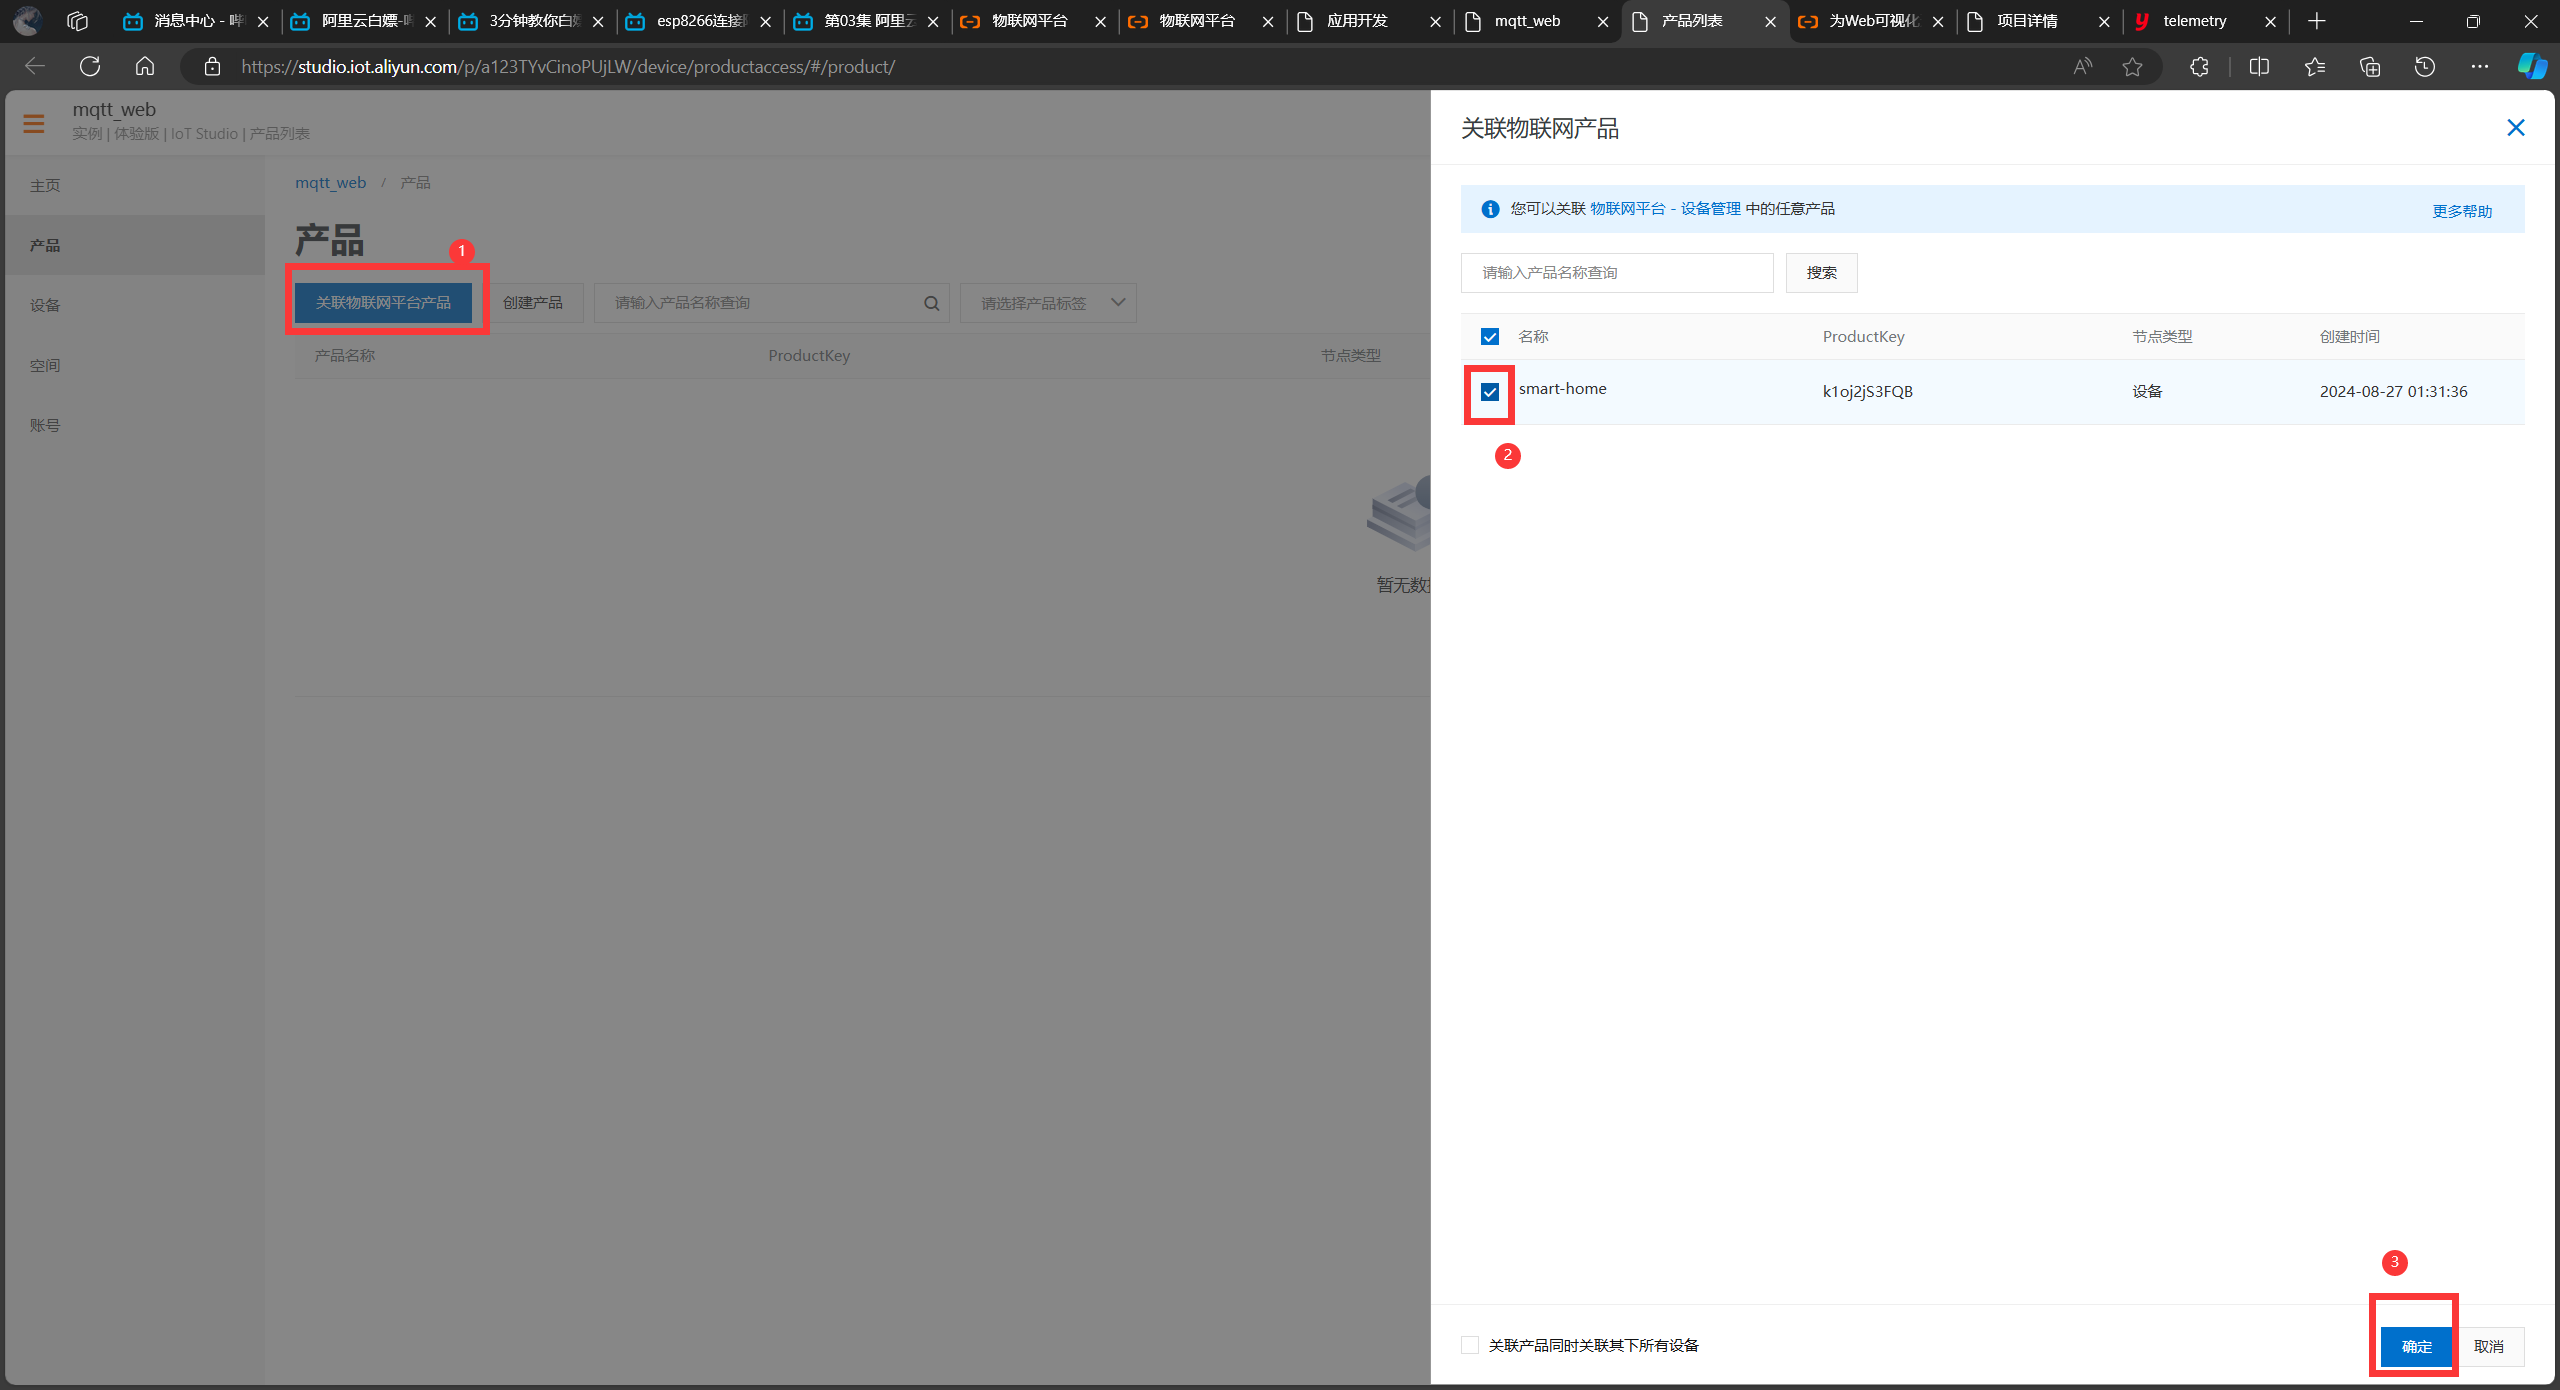 消息中心 - 哔
阿里云白嫖-哔
3分钟教你白嫖
esp8266连接
第03集 阿里云
物联网平台
物联网平台
应用开发
mqtt_web
产品列表
为Web可视化
项目详情
telemetry
https://studio.iot.aliyun.com/p/a123TYvCinoPUjLW/device/productaccess/#/product/
mqtt_web
实例 | 体验版 | IoT Studio | 产品列表
主页
产品
设备
空间
账号
mqtt_web / 产品
产品
1
关联物联网平台产品
创建产品
请输入产品名称查询
请选择产品标签
产品名称 ProductKey 节点类型
暂无数
关联物联网产品
您可以关联 物联网平台 - 设备管理 中的任意产品
更多帮助
请输入产品名称查询
搜索
名称 ProductKey 节点类型 创建时间
smart-home k1oj2jS3FQB 设备 2024-08-27 01:31:36
2
3
关联产品同时关联其下所有设备
确定
取消